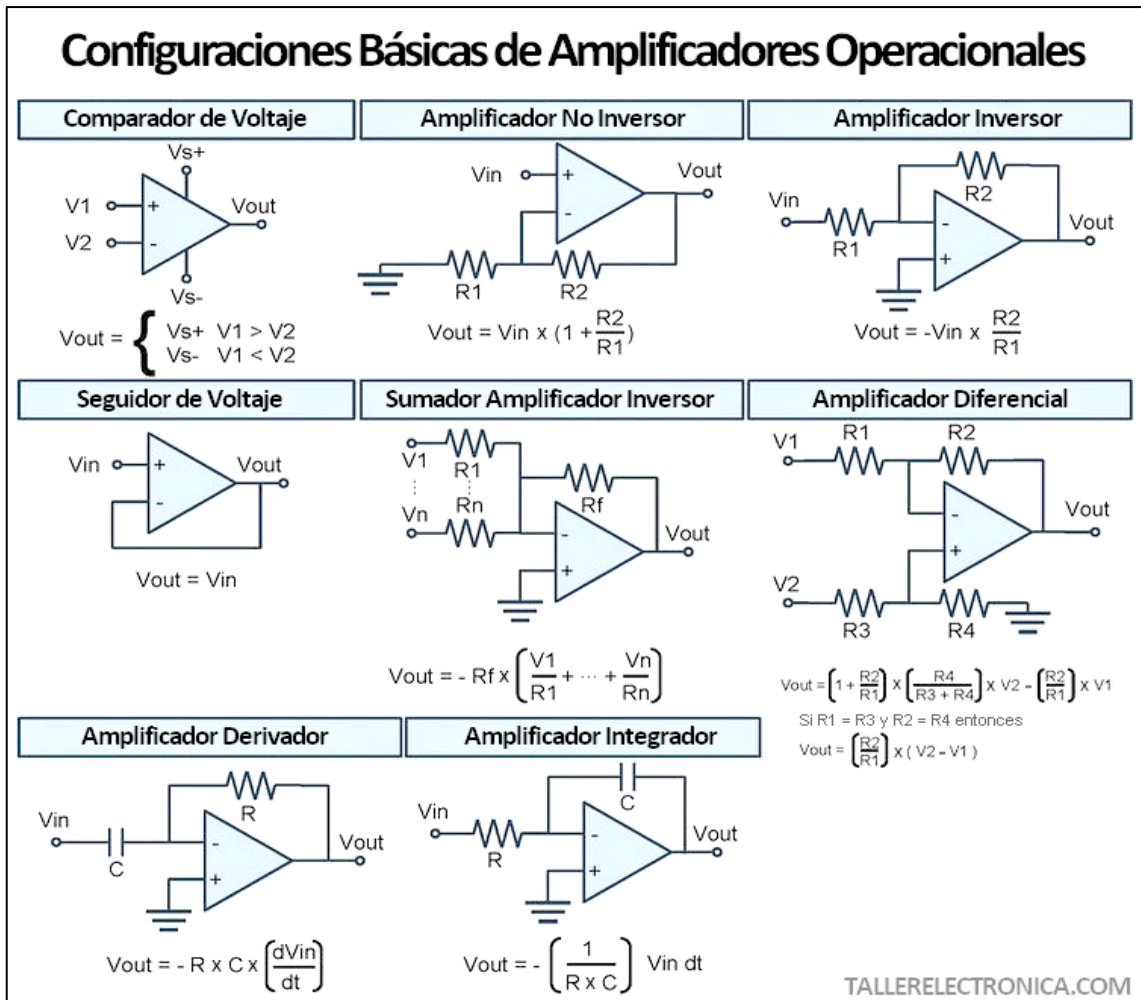 Configuraciones Básicas de Amplificadores Operacionales
Comparador de Voltaje
Vs+
V1
+
Vout
V2
-
Vs-
Vout = { Vs+ V1 > V2
Vs- V1 < V2
Amplificador No Inversor
Vin
+
Vout
-
R1
R2
Vout = Vin x (1 + R2/R1)
Amplificador Inversor
R2
Vin
R1
-
Vout
+
Vout = -Vin x R2/R1
Seguidor de Voltaje
Vin
+
Vout
-
Vout = Vin
Sumador Amplificador Inversor
V1
R1
Rf
Vn
Rn
-
Vout
+
Vout = - Rf x (V1/R1 + ... + Vn/Rn)
Amplificador Diferencial
V1
R1
R2
-
Vout
+
V2
R3
R4
Vout = (1 + R2/R1) x (R4/R3 + R4) x V2 - (R2/R1) x V1
Si R1 = R3 y R2 = R4 entonces
Vout = (R2/R1) x ( V2 - V1 )
Amplificador Derivador
R
Vin
C
-
Vout
+
Vout = - R x C x (dVin/dt)
Amplificador Integrador
C
Vin
R
-
Vout
+
Vout = - (1/R x C) Vin dt
TALLERELECTRONICA.COM